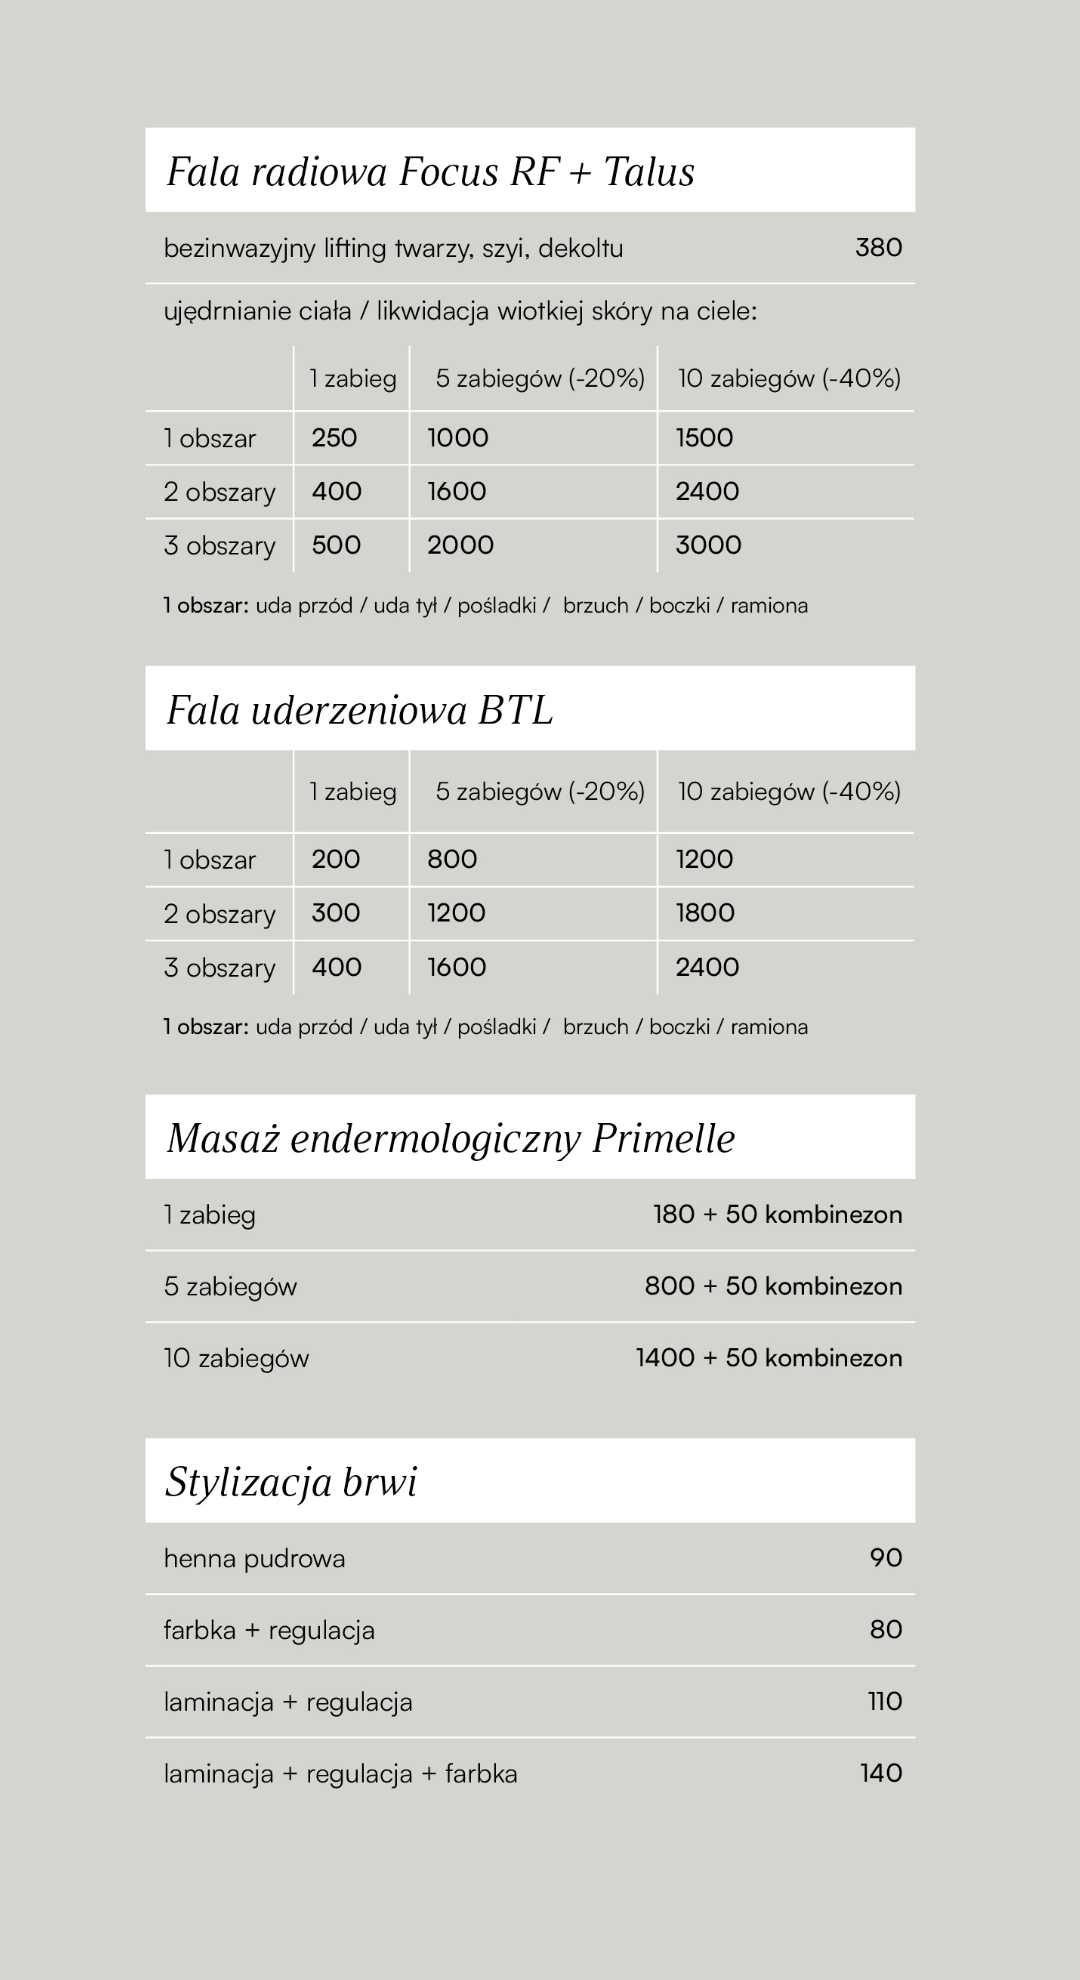 Fala radiowa Focus RF + Talus
bezinwazyjny lifting twarzy, szyi, dekoltu 380
ujędrnianie ciała / likwidacja wiotkiej skóry na ciele:
1 zabieg 5 zabiegów (-20%) 10 zabiegów (-40%)
1 obszar 250 1000 1500
2 obszary 400 1600 2400
3 obszary 500 2000 3000
1 obszar: uda przód / uda tył / pośladki / brzuch / boczki / ramiona
Fala uderzeniowa BTL
1 zabieg 5 zabiegów (-20%) 10 zabiegów (-40%)
1 obszar 200 800 1200
2 obszary 300 1200 1800
3 obszary 400 1600 2400
1 obszar: uda przód / uda tył / pośladki / brzuch / boczki / ramiona
Masaż endermologiczny Primelle
1 zabieg 180 + 50 kombinezon
5 zabiegów 800 + 50 kombinezon
10 zabiegów 1400 + 50 kombinezon
Stylizacja brwi
henna pudrowa 90
farbka + regulacja 80
laminacja + regulacja 110
laminacja + regulacja + farbka 140